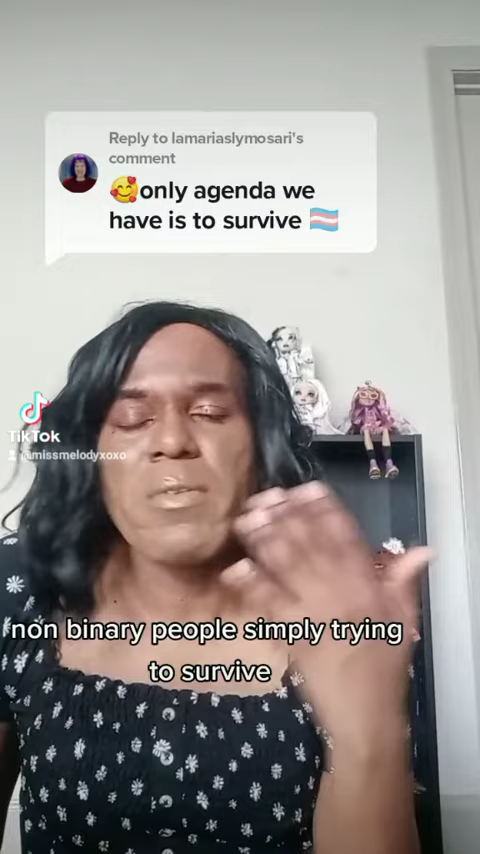 Reply to lamariaslymosari's
comment
🥰only agenda we
have is to survive 🏳️‍⚧️
TikTok
@missmelodyxoxo
non binary people simply trying
to survive